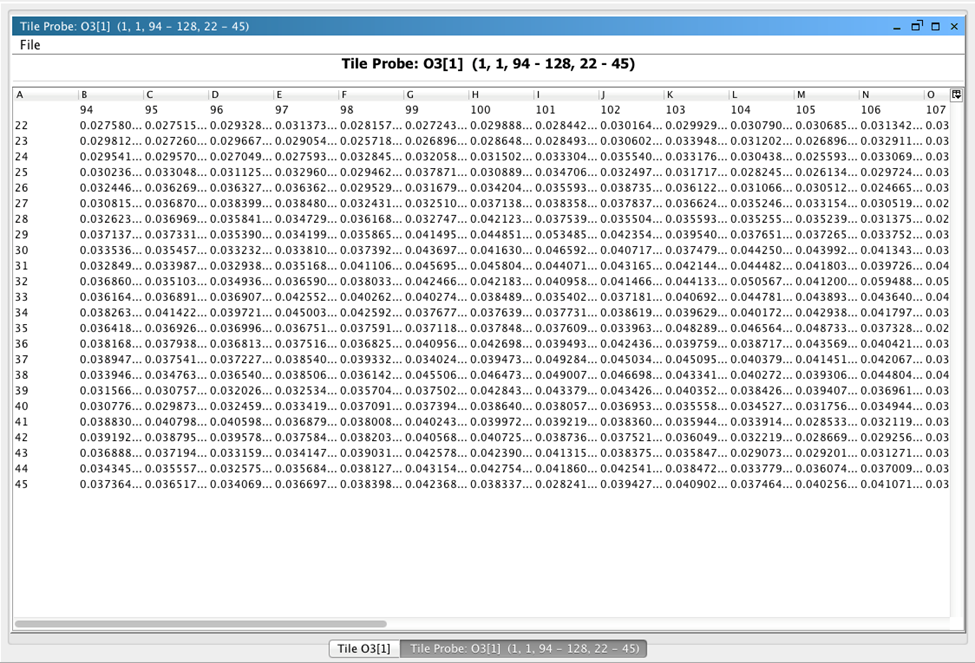 Tile Probe: O3[1] (1, 1, 94 – 128, 22 – 45)
File
Tile Probe: O3[1] (1, 1, 94 - 128, 22 - 45)
A B C D E F G H I J K L M N O
94 95 96 97 98 99 100 101 102 103 104 105 106 107
22 0.027580... 0.027515... 0.029328... 0.031373... 0.028157... 0.027243... 0.029888... 0.028442... 0.030164... 0.029929... 0.030790... 0.030685... 0.031342... 0.03
23 0.029812... 0.027260... 0.029667... 0.029054... 0.025718... 0.026896... 0.028648... 0.028493... 0.030602... 0.033948... 0.031202... 0.026896... 0.032911... 0.03
24 0.029541... 0.029570... 0.027049... 0.027593... 0.032845... 0.032058... 0.031502... 0.033304... 0.035540... 0.033176... 0.030438... 0.025593... 0.033069... 0.03
25 0.030236... 0.033048... 0.031125... 0.032960... 0.029462... 0.037871... 0.030889... 0.034706... 0.032497... 0.031717... 0.028245... 0.026134... 0.029724... 0.03
26 0.032446... 0.036269... 0.036327... 0.036362... 0.029529... 0.031679... 0.034204... 0.035593... 0.038735... 0.036122... 0.031066... 0.030512... 0.024665... 0.03
27 0.030815... 0.036870... 0.038399... 0.038480... 0.032431... 0.032510... 0.037138... 0.038358... 0.037837... 0.036624... 0.035246... 0.033154... 0.030519... 0.02
28 0.032623... 0.036969... 0.035841... 0.034729... 0.036168... 0.032747... 0.042123... 0.037539... 0.035504... 0.035593... 0.035255... 0.035239... 0.031375... 0.02
29 0.037137... 0.037331... 0.035390... 0.034199... 0.035865... 0.041495... 0.044851... 0.053485... 0.042354... 0.039540... 0.037651... 0.037265... 0.033752... 0.03
30 0.033536... 0.035457... 0.033232... 0.033810... 0.037392... 0.043697... 0.041630... 0.046592... 0.040717... 0.037479... 0.044250... 0.043992... 0.041343... 0.03
31 0.032849... 0.033987... 0.032938... 0.035168... 0.041106... 0.045695... 0.045804... 0.044071... 0.043165... 0.042144... 0.044482... 0.041803... 0.039726... 0.04
32 0.036860... 0.035103... 0.034936... 0.036590... 0.038033... 0.042466... 0.042183... 0.040958... 0.041466... 0.044133... 0.050567... 0.041200... 0.059488... 0.05
33 0.036164... 0.036891... 0.036907... 0.042552... 0.040262... 0.040274... 0.038489... 0.035402... 0.037181... 0.040692... 0.044781... 0.043893... 0.043640... 0.04
34 0.038263... 0.041422... 0.039721... 0.045003... 0.042592... 0.037677... 0.037639... 0.037731... 0.038619... 0.039629... 0.040172... 0.042938... 0.041797... 0.03
35 0.036418... 0.036926... 0.036996... 0.036751... 0.037591... 0.037118... 0.037848... 0.037609... 0.033963... 0.048289... 0.046564... 0.048733... 0.037328... 0.02
36 0.038168... 0.037938... 0.036813... 0.037516... 0.036825... 0.040956... 0.042698... 0.039493... 0.042436... 0.039759... 0.038717... 0.043569... 0.040421... 0.03
37 0.038947... 0.037541... 0.037227... 0.038540... 0.039332... 0.034024... 0.039473... 0.049284... 0.045034... 0.045095... 0.040379... 0.041451... 0.042067... 0.03
38 0.033946... 0.034763... 0.036540... 0.038506... 0.036142... 0.045506... 0.046473... 0.049007... 0.046698... 0.043341... 0.040272... 0.039306... 0.044804... 0.04
39 0.031566... 0.030757... 0.032026... 0.032534... 0.035704... 0.037502... 0.042843... 0.043379... 0.043426... 0.040352... 0.038426... 0.039407... 0.036961... 0.03
40 0.030776... 0.029873... 0.032459... 0.033419... 0.037091... 0.037394... 0.038640... 0.038057... 0.036953... 0.035558... 0.034527... 0.031756... 0.034944... 0.03
41 0.038830... 0.040798... 0.040598... 0.036879... 0.038008... 0.040243... 0.039972... 0.039219... 0.038360... 0.035944... 0.033914... 0.028533... 0.032119... 0.03
42 0.039192... 0.038795... 0.039578... 0.037584... 0.038203... 0.040568... 0.040725... 0.038736... 0.037521... 0.036049... 0.032219... 0.028669... 0.029256... 0.03
43 0.036888... 0.037194... 0.033159... 0.034147... 0.039031... 0.042578... 0.042390... 0.041315... 0.038375... 0.035847... 0.029073... 0.029201... 0.031271... 0.03
44 0.034345... 0.035557... 0.032575... 0.035684... 0.038127... 0.043154... 0.042754... 0.041860... 0.042541... 0.038472... 0.033779... 0.036074... 0.037009... 0.03
45 0.037364... 0.036517... 0.034069... 0.036697... 0.038398... 0.042368... 0.038337... 0.028241... 0.039427... 0.040902... 0.037464... 0.040256... 0.041071... 0.03
Tile O3[1] Tile Probe: O3[1] (1, 1, 94 – 128, 22 – 45)